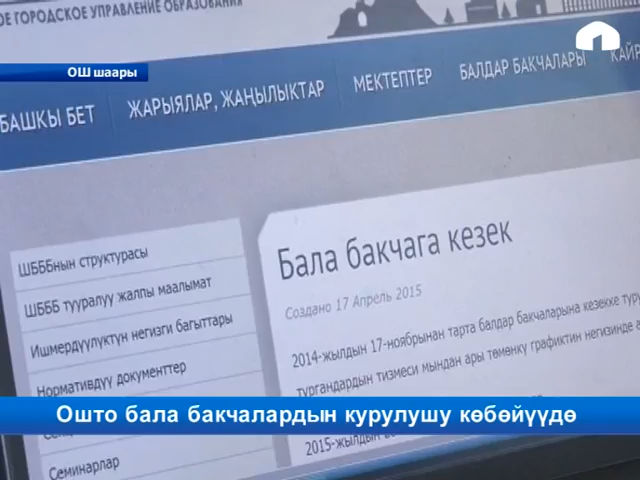 ГОРОДСКОЕ УПРАВЛЕНИЕ ОБРАЗОВАНИЯ
ОШ шаары
БАШКЫ БЕТ
ЖАРЫЯЛАР, ЖАҢЫЛЫКТАР
МЕКТЕПТЕР
БАЛДАР БАКЧАЛАРЫ
ШБББнын структурасы
ШБББ тууралуу жалпы маалымат
Ишмердүүлүктүн негизги багыттары
Нормативдүү документтер
Семинарлар
Бала бакчага кезек
Создано 17 Апрель 2015
2014-жылдын 17-ноябрынан тарта балдар бакчаларына кезекке
тургандардын тизмеси мындан ары төмөнкү графиктин негизинде
2015-жылдын
Ошто бала бакчалардын курулушу көбөйүүдө